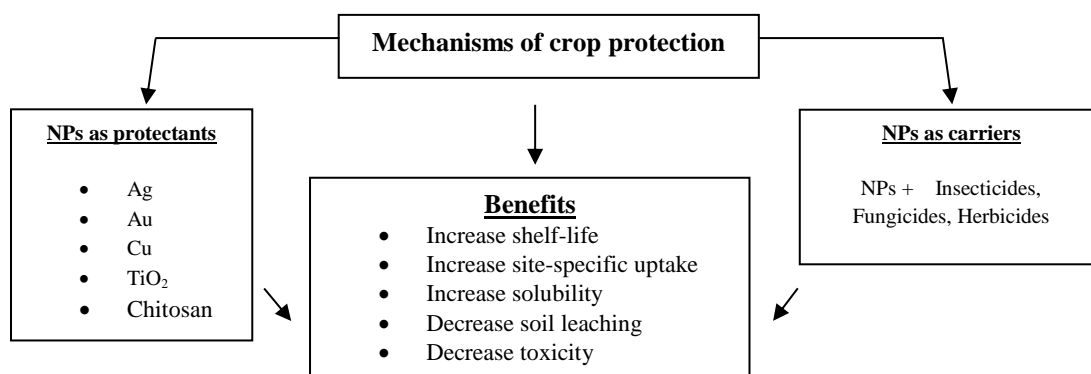 Mechanisms of crop protection
NPs as protectants
• Ag
• Au
• Cu
• TiO₂
• Chitosan
Benefits
• Increase shelf-life
• Increase site-specific uptake
• Increase solubility
• Decrease soil leaching
• Decrease toxicity
NPs as carriers
NPs + Insecticides,
Fungicides, Herbicides